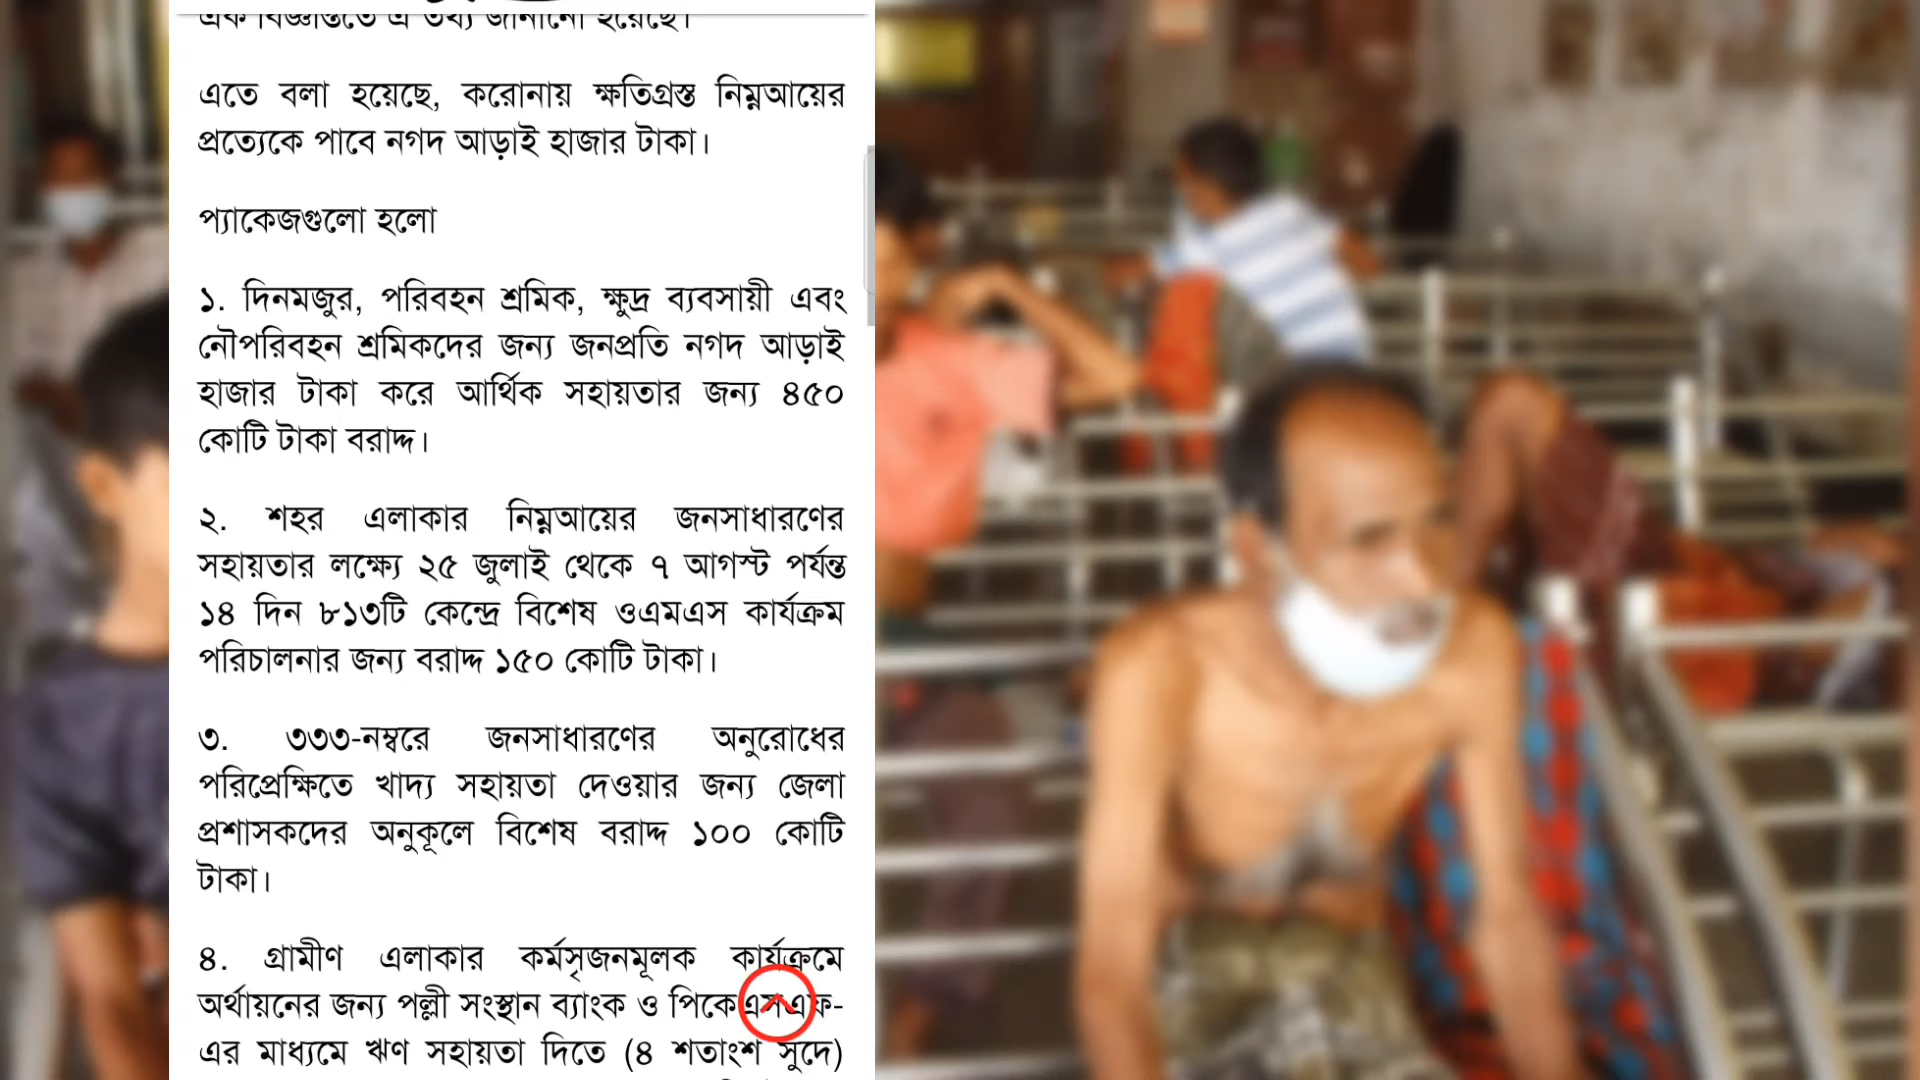 এক বিজ্ঞপ্তিতে এ তথ্য জানানো হয়েছে।
এতে বলা হয়েছে, করোনায় ক্ষতিগ্রস্ত নিম্নআয়ের
প্রত্যেকে পাবে নগদ আড়াই হাজার টাকা।
প্যাকেজগুলো হলো
১. দিনমজুর, পরিবহন শ্রমিক, ক্ষুদ্র ব্যবসায়ী এবং
নৌপরিবহন শ্রমিকদের জন্য জনপ্রতি নগদ আড়াই
হাজার টাকা করে আর্থিক সহায়তার জন্য ৪৫০
কোটি টাকা বরাদ্দ।
২. শহর এলাকার নিম্নআয়ের জনসাধারণের
সহায়তার লক্ষ্যে ২৫ জুলাই থেকে ৭ আগস্ট পর্যন্ত
১৪ দিন ৮১৩টি কেন্দ্রে বিশেষ ওএমএস কার্যক্রম
পরিচালনার জন্য বরাদ্দ ১৫০ কোটি টাকা।
৩. ৩৩৩-নম্বরে জনসাধারণের অনুরোধের
পরিপ্রেক্ষিতে খাদ্য সহায়তা দেওয়ার জন্য জেলা
প্রশাসকদের অনুকূলে বিশেষ বরাদ্দ ১০০ কোটি
টাকা।
৪. গ্রামীণ এলাকার কর্মসৃজনমূলক কার্যক্রমে
অর্থায়নের জন্য পল্লী সংস্থান ব্যাংক ও পিকেএসএফ-
এর মাধ্যমে ঋণ সহায়তা দিতে (৪ শতাংশ সুদে)